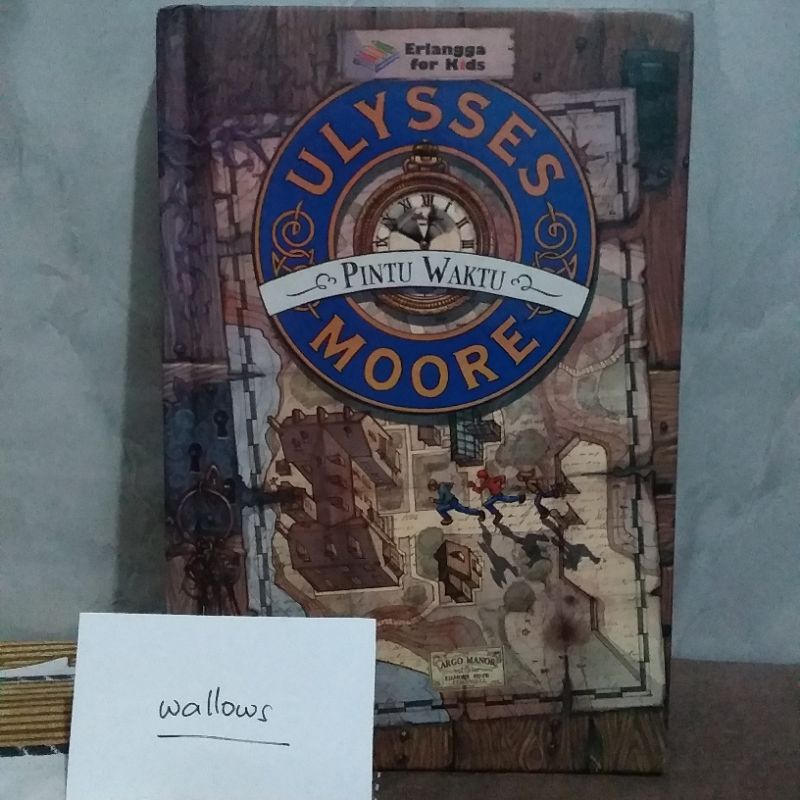 Erlangga
for Kids
ULYSSES
PINTU WAKTU
MOORE
ARGO MANOR
wallows